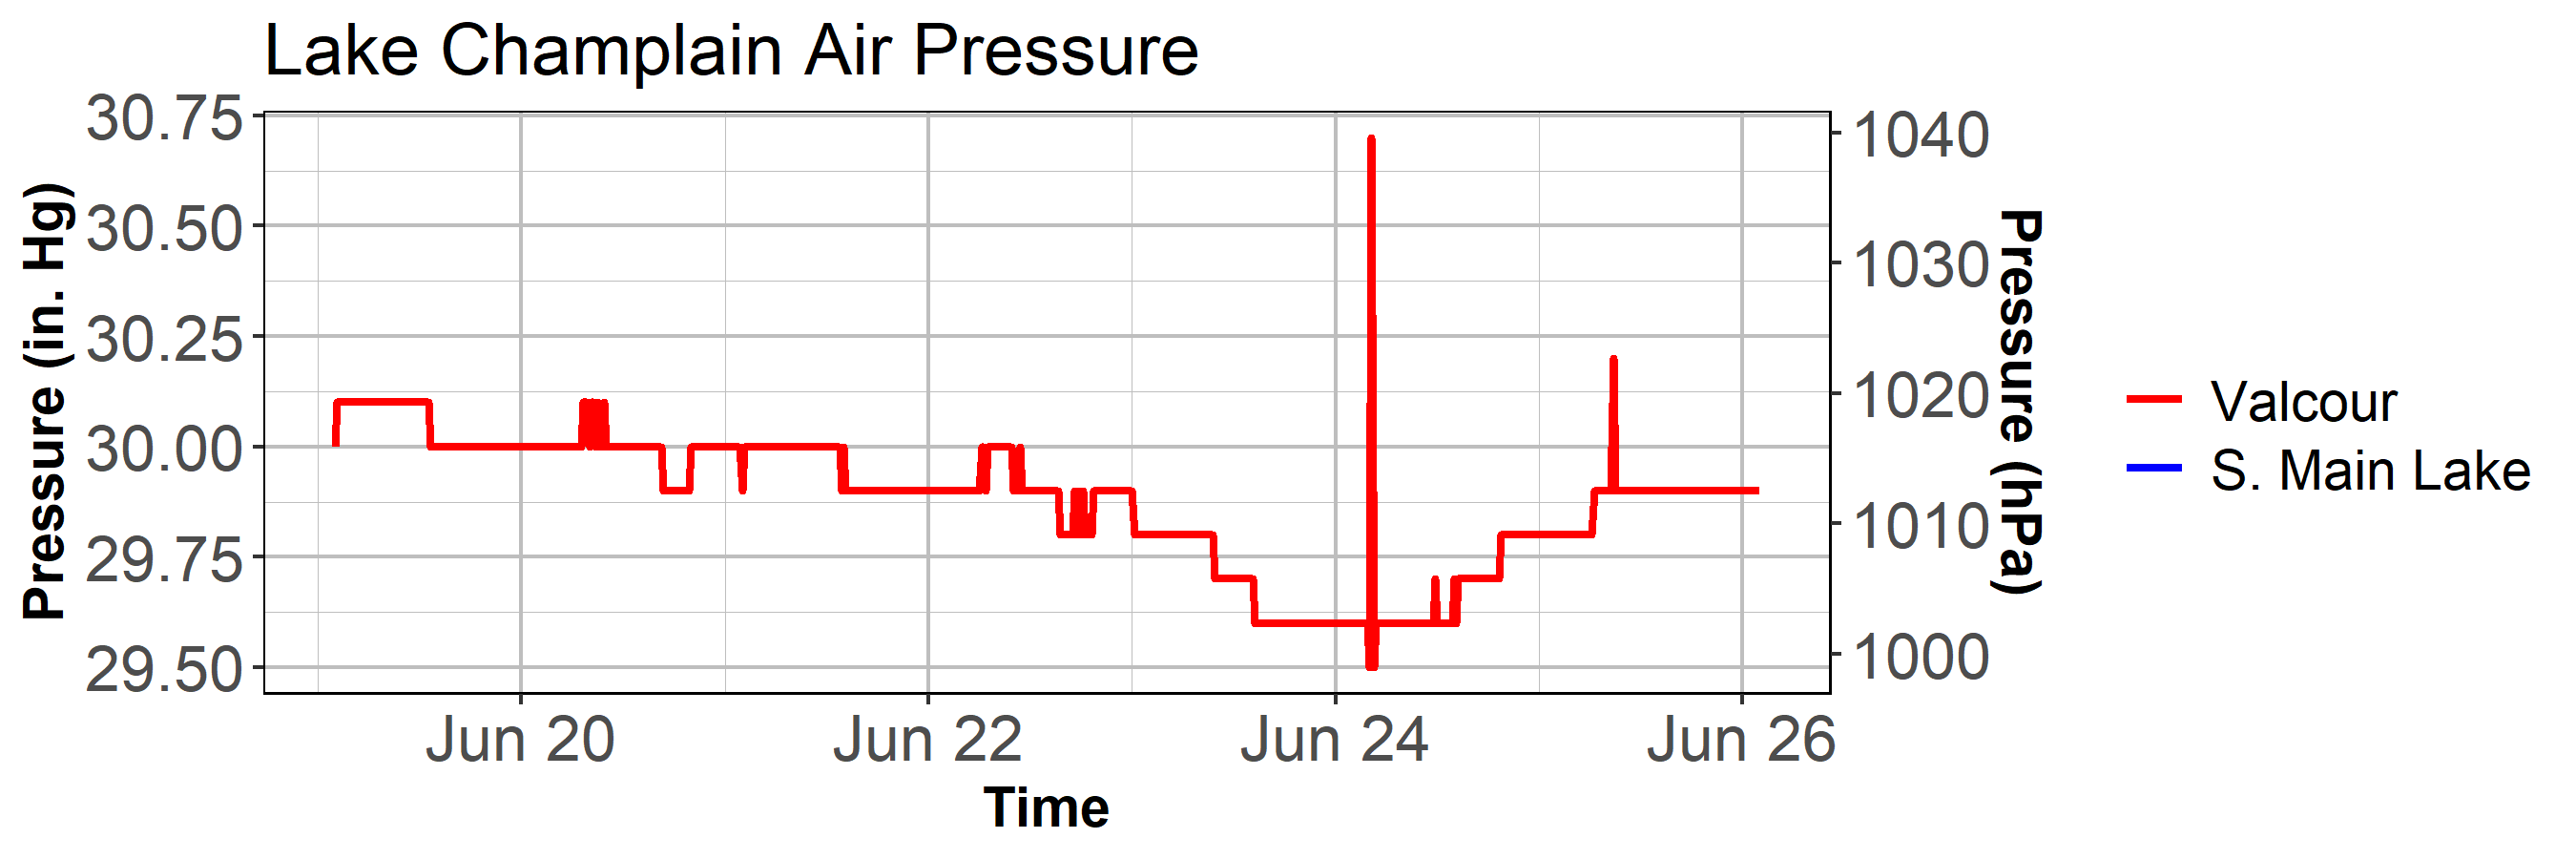 Lake Champlain Air Pressure
Pressure (in. Hg)
30.75
30.50
30.25
30.00
29.75
29.50
1040
1030
1020
1010
1000
Pressure (hPa)
Jun 20
Jun 22
Jun 24
Jun 26
Time
Valcour
S. Main Lake